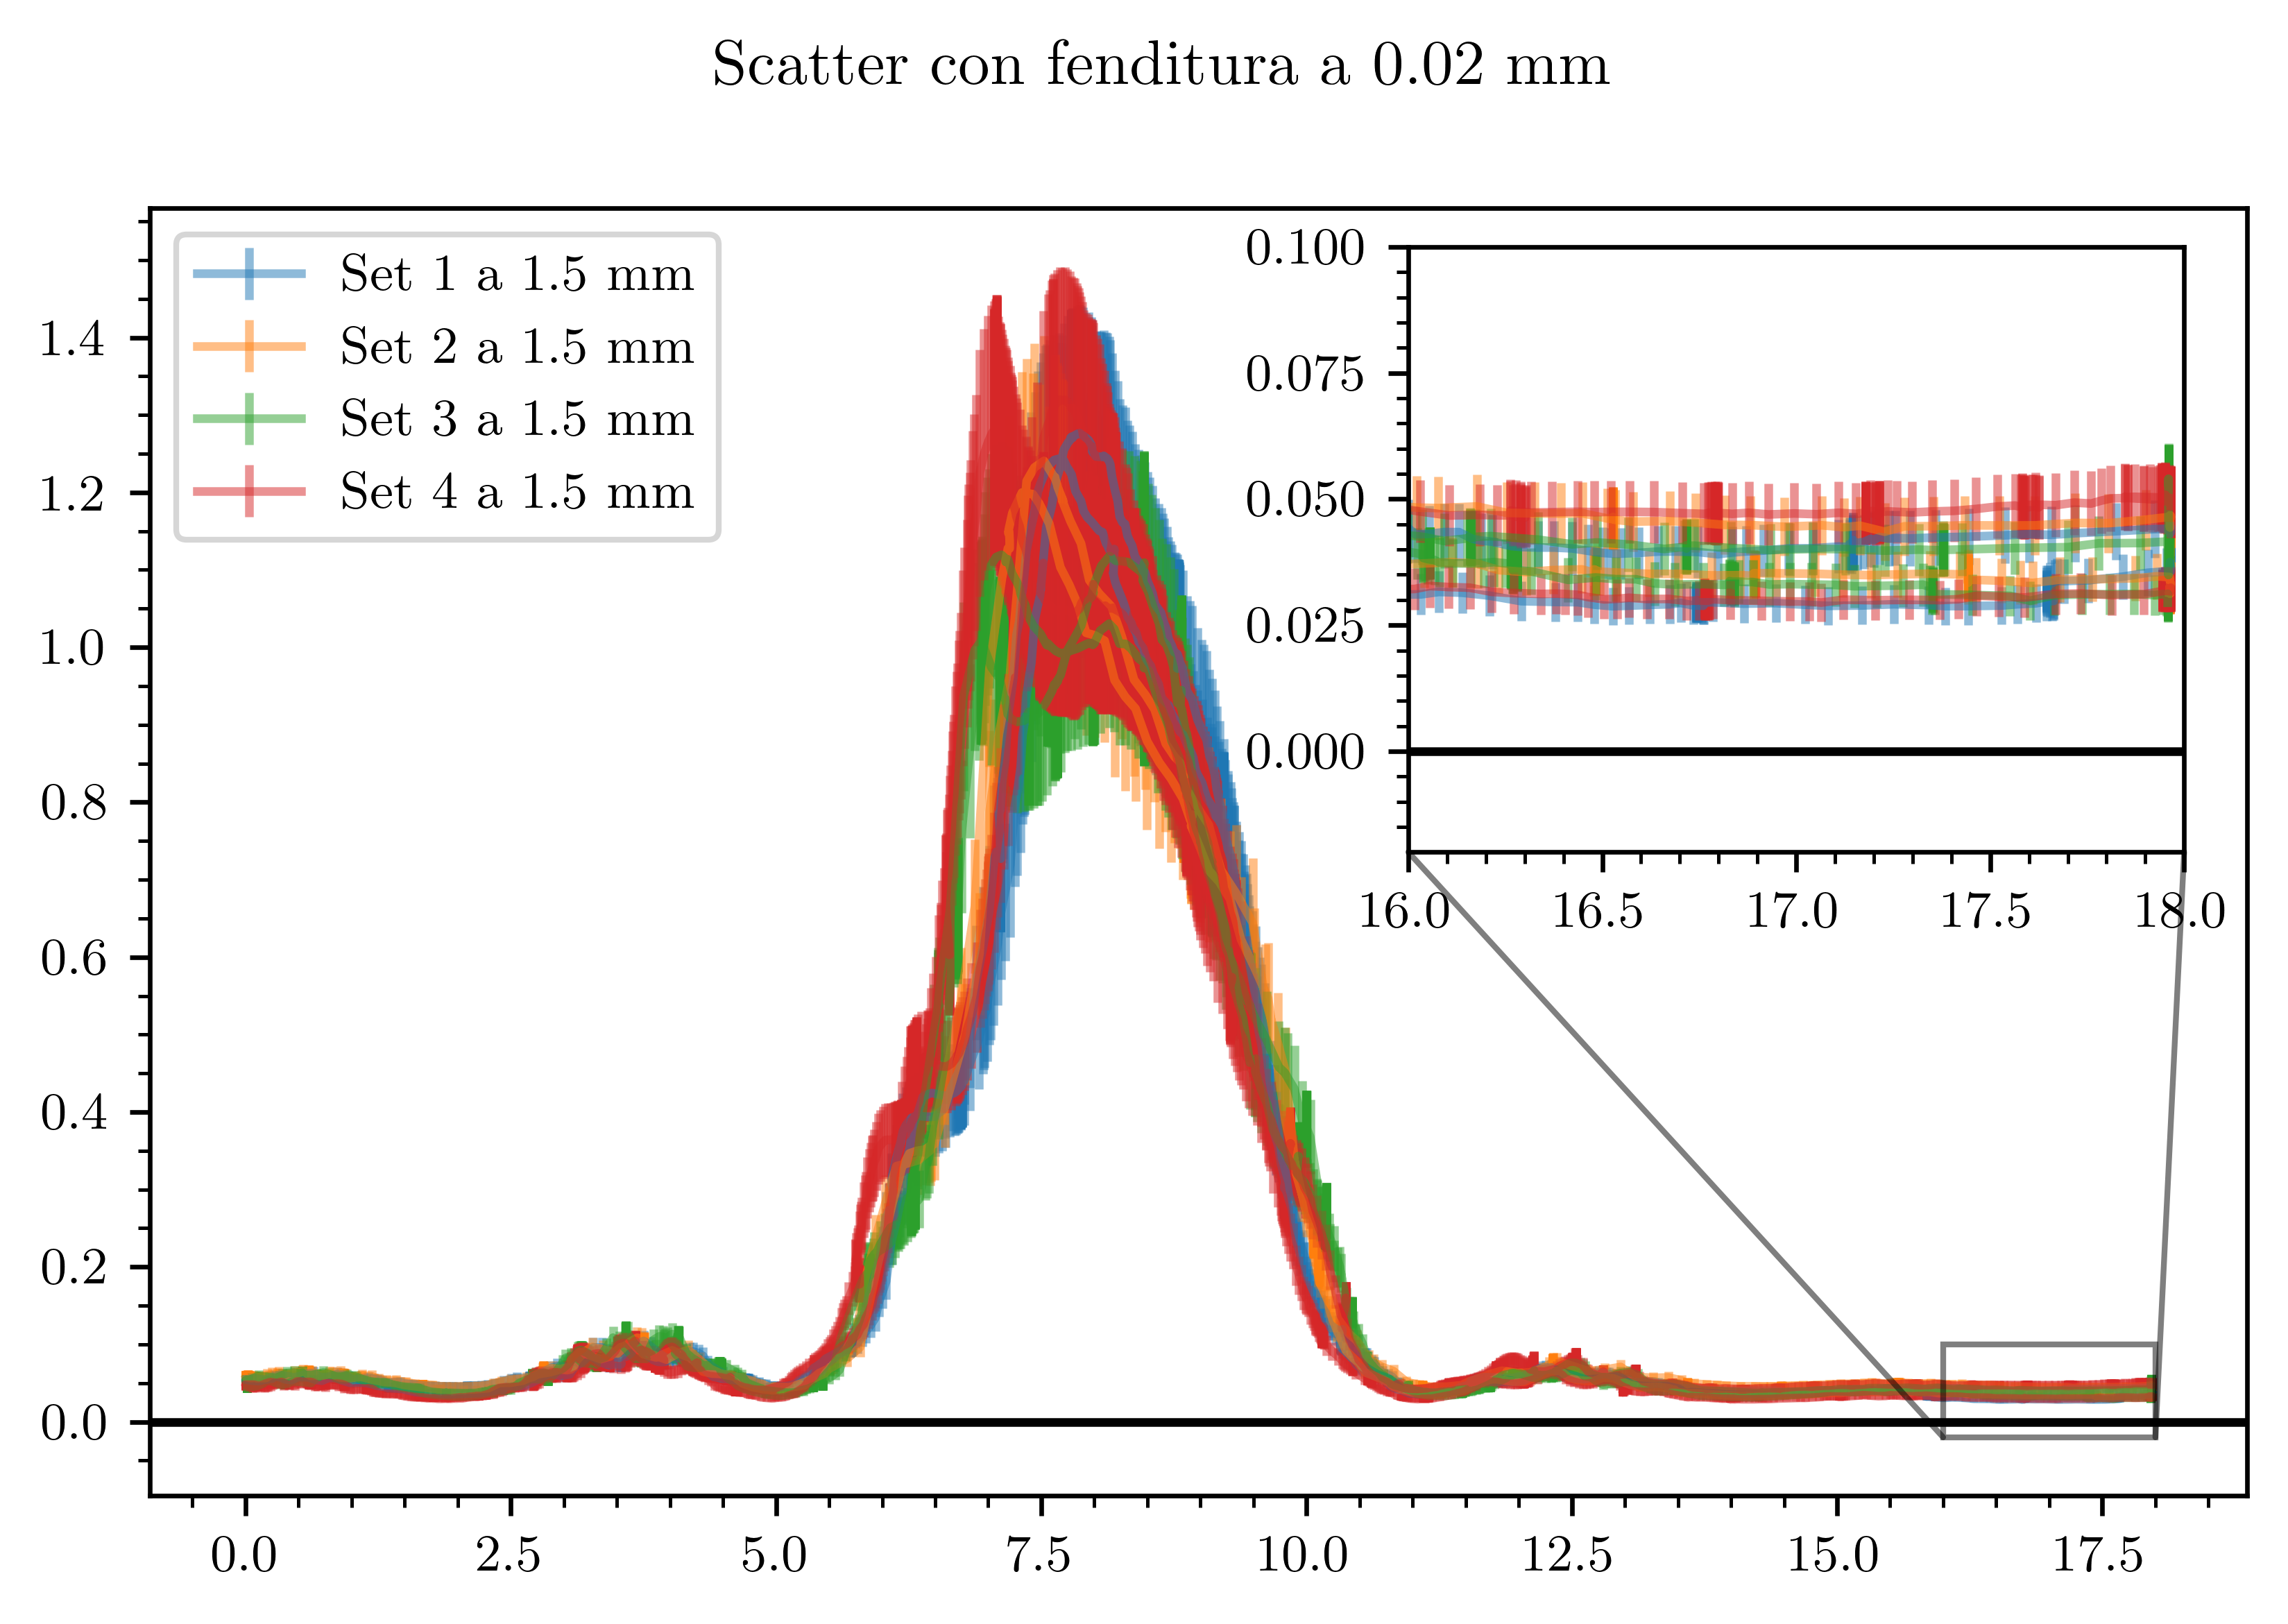 Scatter con fenditura a 0.02 mm
Set 1 a 1.5 mm
Set 2 a 1.5 mm
Set 3 a 1.5 mm
Set 4 a 1.5 mm
1.4
1.2
1.0
0.8
0.6
0.4
0.2
0.0
0.100
0.075
0.050
0.025
0.000
16.0 16.5 17.0 17.5 18.0
0.0 2.5 5.0 7.5 10.0 12.5 15.0 17.5